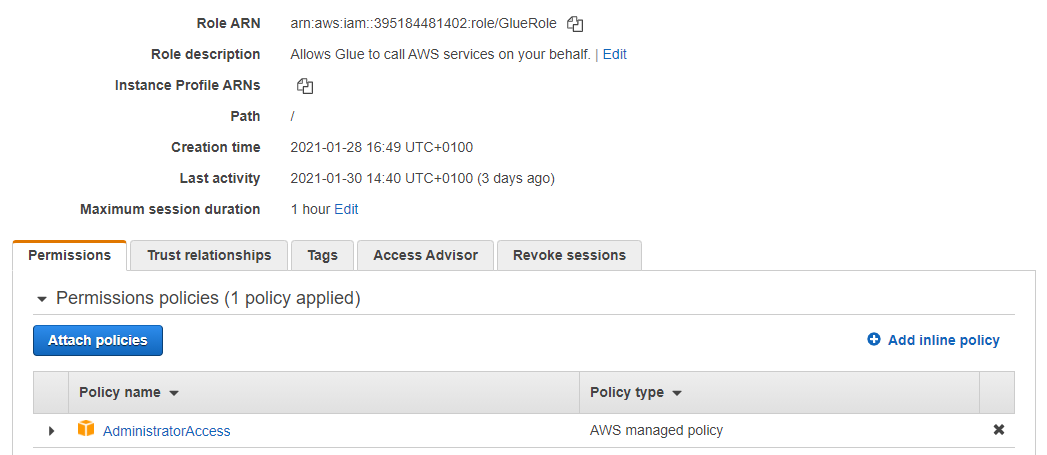 Role ARN arn:aws:iam::395184481402:role/GlueRole
Role description Allows Glue to call AWS services on your behalf. | Edit
Instance Profile ARNs
Path /
Creation time 2021-01-28 16:49 UTC+0100
Last activity 2021-01-30 14:40 UTC+0100 (3 days ago)
Maximum session duration 1 hour Edit
Permissions Trust relationships Tags Access Advisor Revoke sessions
Permissions policies (1 policy applied)
Attach policies Add inline policy
Policy name Policy type
AdministratorAccess AWS managed policy